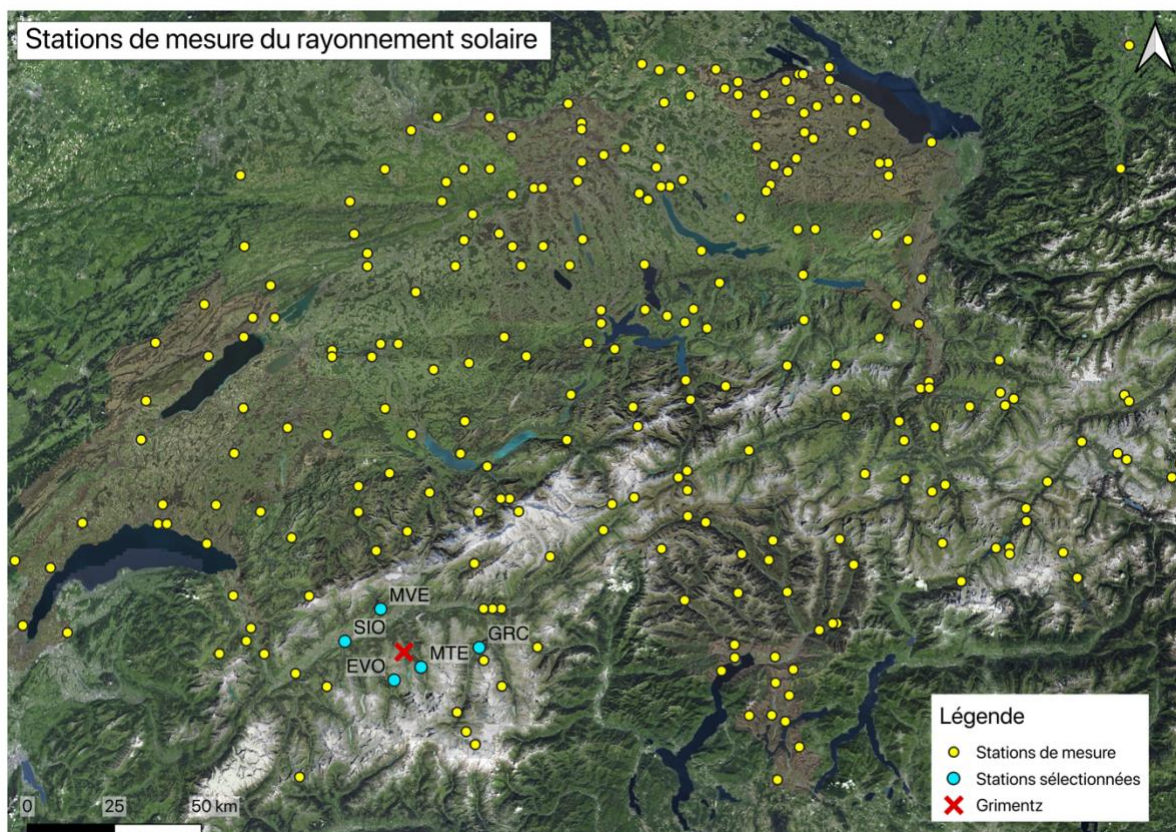 Stations de mesure du rayonnement solaire
MVE
SIO
GRC
MTE
EVO
Légende
Stations de mesure
Stations sélectionnées
Grimentz
0 25 50 km